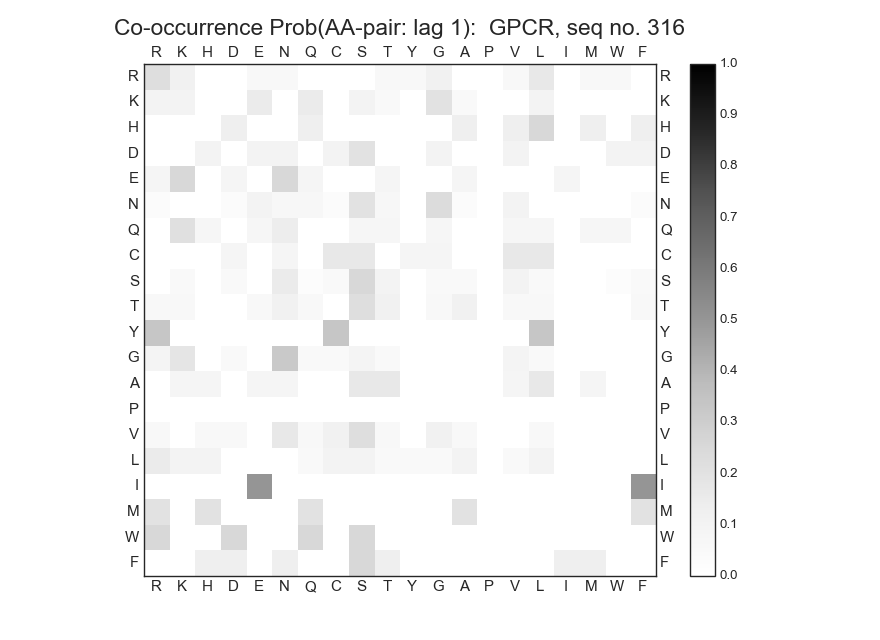 Co-occurrence Prob(AA-pair: lag 1):  GPCR, seq no. 316
R K H D E N Q C S T Y G A P V L I M W F
R R 1.0
K K 0.9
H H
D D 0.8
E E
N N 0.7
Q Q
C C 0.6
S S
T T 0.5
Y Y
G G 0.4
A A
P P 0.3
V V
L L 0.2
I I
M M 0.1
W W
F F
0.0
R K H D E N Q C S T Y G A P V L I M W F